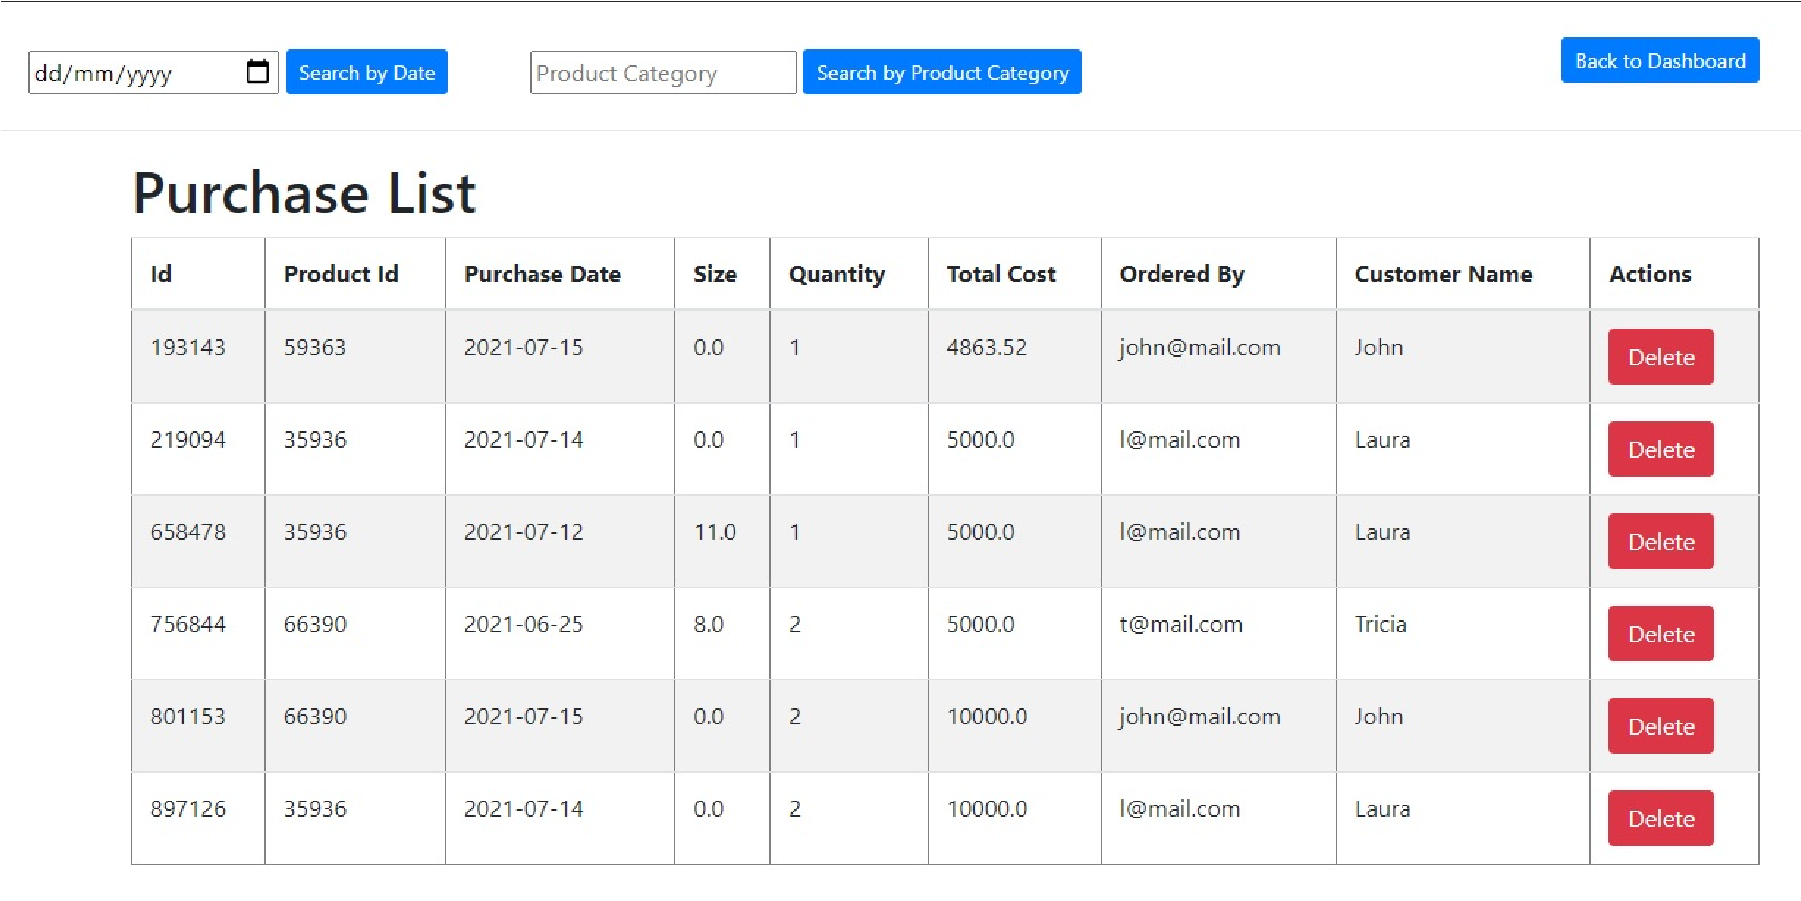 dd/mm/yyyy Search by Date Product Category Search by Product Category Back to Dashboard
Purchase List
Id Product Id Purchase Date Size Quantity Total Cost Ordered By Customer Name Actions
193143 59363 2021-07-15 0.0 1 4863.52 john@mail.com John Delete
219094 35936 2021-07-14 0.0 1 5000.0 l@mail.com Laura Delete
658478 35936 2021-07-12 11.0 1 5000.0 l@mail.com Laura Delete
756844 66390 2021-06-25 8.0 2 5000.0 t@mail.com Tricia Delete
801153 66390 2021-07-15 0.0 2 10000.0 john@mail.com John Delete
897126 35936 2021-07-14 0.0 2 10000.0 l@mail.com Laura Delete